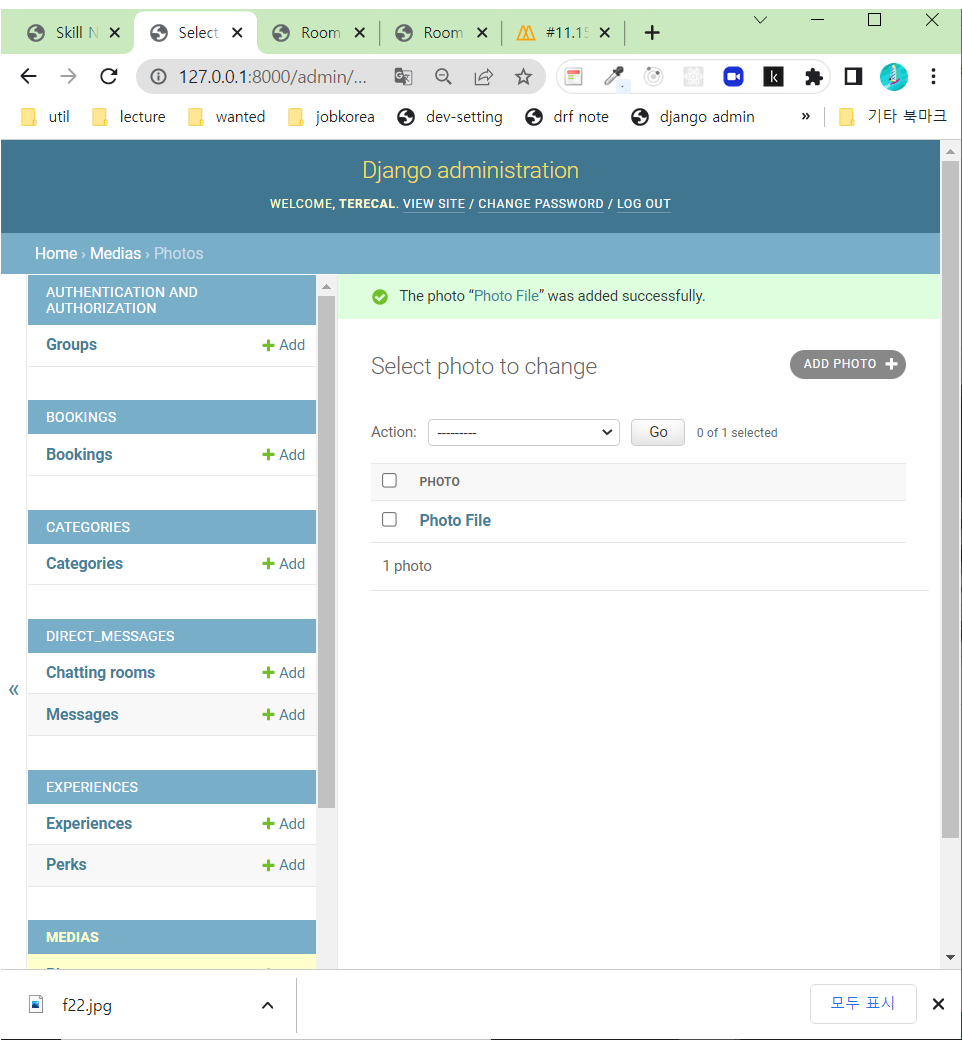 Skill N
Select
Room
Room
#11.15
127.0.0.1:8000/admin/...
util
lecture
wanted
jobkorea
dev-setting
drf note
django admin
»
기타 북마크
Django administration
WELCOME, TERECAL. VIEW SITE / CHANGE PASSWORD / LOG OUT
Home › Medias › Photos
«
AUTHENTICATION AND
AUTHORIZATION
Groups + Add
BOOKINGS
Bookings + Add
CATEGORIES
Categories + Add
DIRECT_MESSAGES
Chatting rooms + Add
Messages + Add
EXPERIENCES
Experiences + Add
Perks + Add
MEDIAS
The photo “Photo File” was added successfully.
Select photo to change
ADD PHOTO +
Action: --------- Go 0 of 1 selected
PHOTO
Photo File
1 photo
f22.jpg
모두 표시